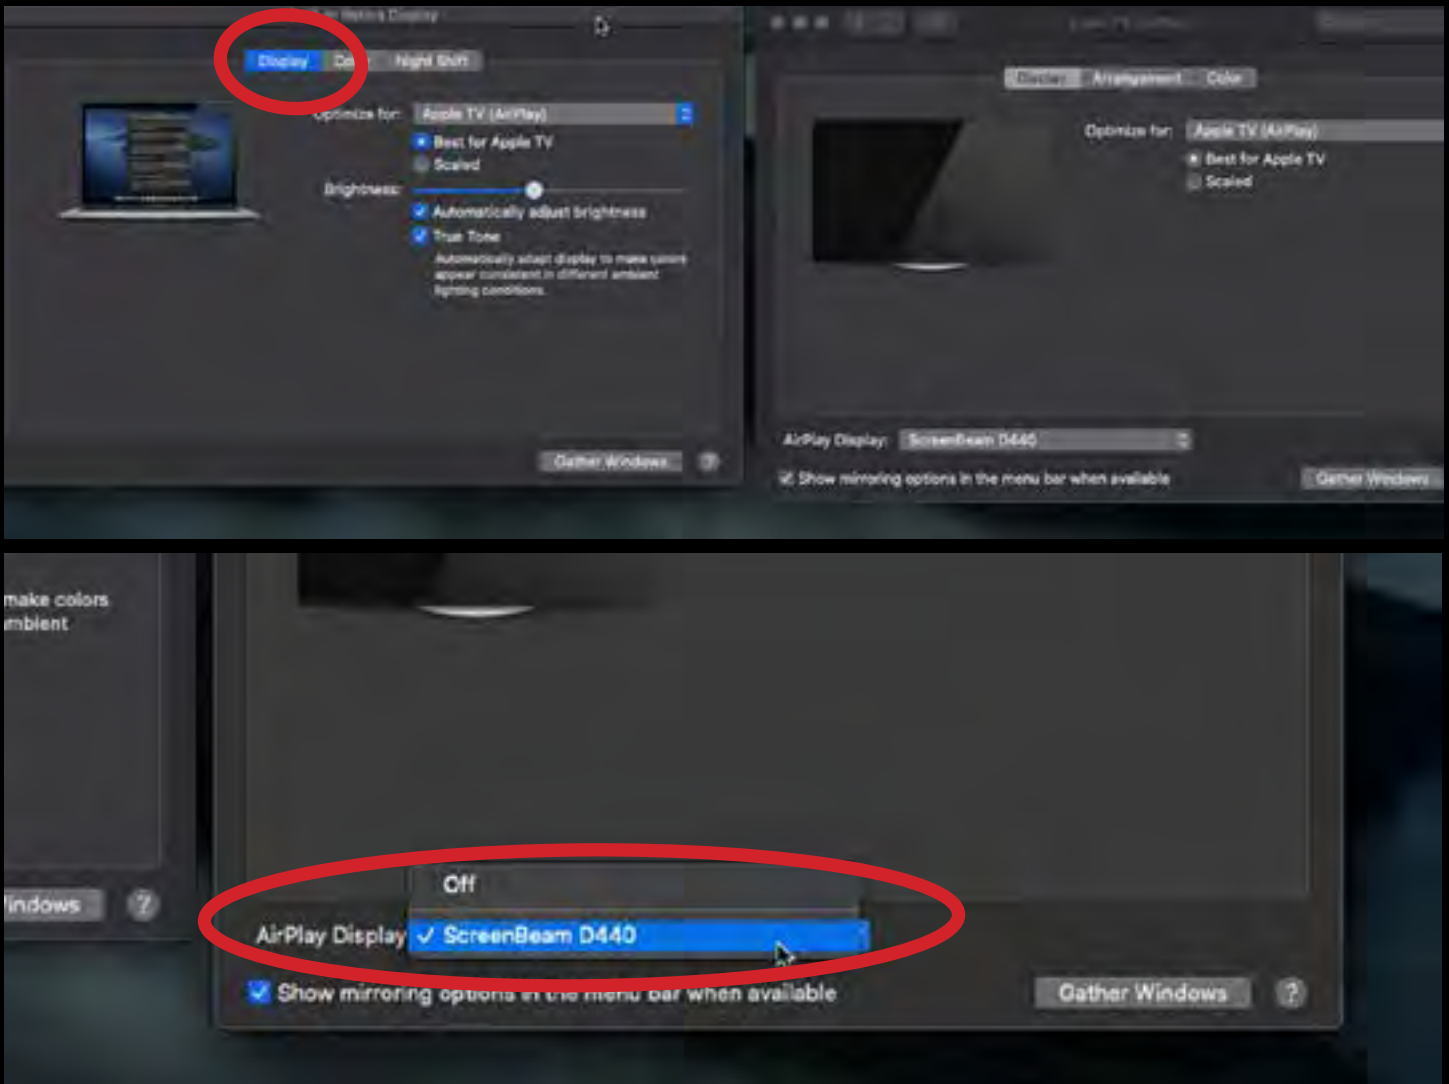 Display
Night Shift
Optimize for: Apple TV (AirPlay)
Best for Apple TV
Scaled
Brightness:
Automatically adjust brightness
True Tone
Automatically adapt display to make colors
appear consistent in different ambient
lighting conditions.
Gather Windows ?
Display Arrangement Color
Optimize for: Apple TV (AirPlay)
Best for Apple TV
Scaled
AirPlay Display: ScreenBeam D440
Show mirroring options in the menu bar when available
Gather Windows
make colors
mbient
indows ?
Off
AirPlay Display ✓ ScreenBeam D440
Show mirroring options in the menu bar when available
Gather Windows ?